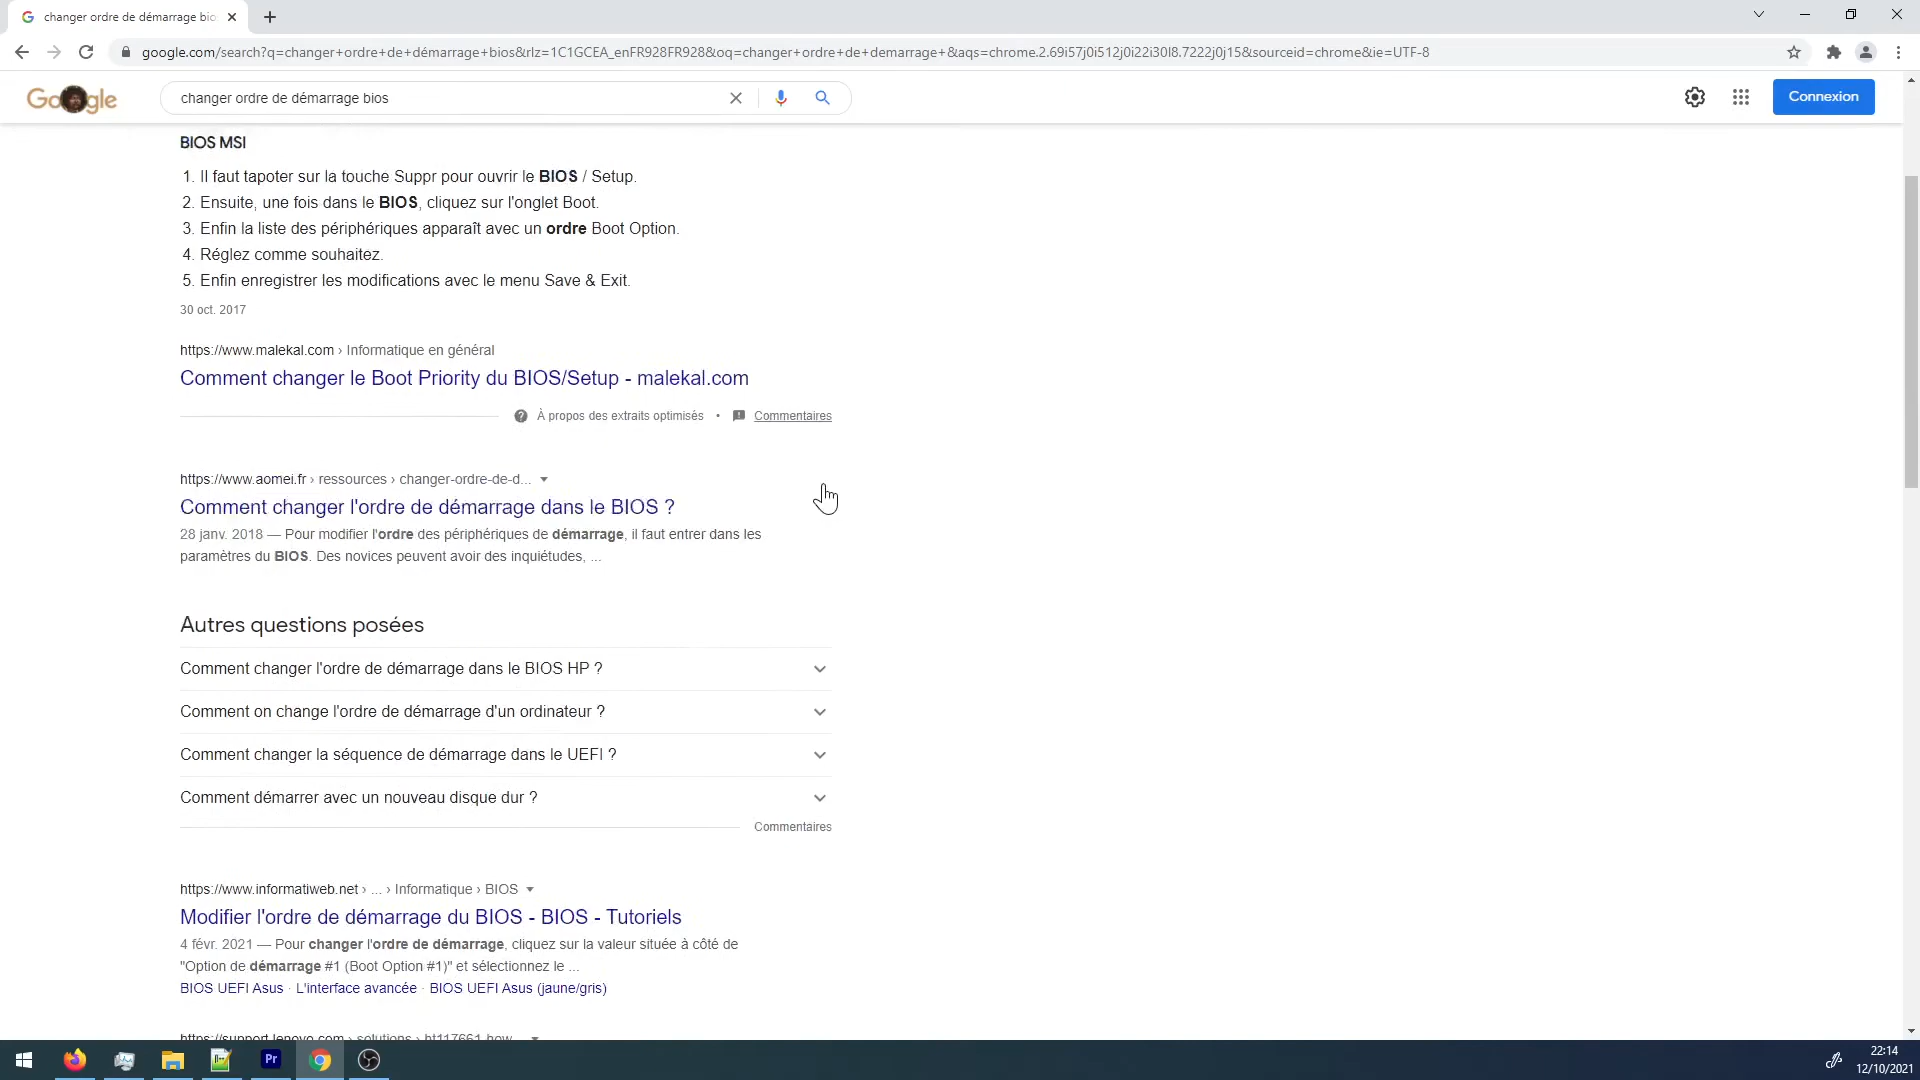 changer ordre de démarrage bio
google.com/search?q=changer+ordre+de+démarrage+bios&rlz=1C1GCEA_enFR928FR928&oq=changer+ordre+de+demarrage+&aqs=chrome.2.69i57j0i512j0i22i30l8.7222j0j15&sourceid=chrome&ie=UTF-8
Google
changer ordre de démarrage bios
Connexion
BIOS MSI
1. Il faut tapoter sur la touche Suppr pour ouvrir le BIOS / Setup.
2. Ensuite, une fois dans le BIOS, cliquez sur l'onglet Boot.
3. Enfin la liste des périphériques apparaît avec un ordre Boot Option.
4. Réglez comme souhaitez.
5. Enfin enregistrer les modifications avec le menu Save & Exit.
30 oct. 2017
https://www.malekal.com › Informatique en général
Comment changer le Boot Priority du BIOS/Setup - malekal.com
À propos des extraits optimisés • Commentaires
https://www.aomei.fr › ressources › changer-ordre-de-d...
Comment changer l'ordre de démarrage dans le BIOS ?
28 janv. 2018 — Pour modifier l'ordre des périphériques de démarrage, il faut entrer dans les
paramètres du BIOS. Des novices peuvent avoir des inquiétudes, ...
Autres questions posées
Comment changer l'ordre de démarrage dans le BIOS HP ?
Comment on change l'ordre de démarrage d'un ordinateur ?
Comment changer la séquence de démarrage dans le UEFI ?
Comment démarrer avec un nouveau disque dur ?
Commentaires
https://www.informatiweb.net › ... › Informatique › BIOS
Modifier l'ordre de démarrage du BIOS - BIOS - Tutoriels
4 févr. 2021 — Pour changer l'ordre de démarrage, cliquez sur la valeur située à côté de
"Option de démarrage #1 (Boot Option #1)" et sélectionnez le ...
BIOS UEFI Asus · L'interface avancée · BIOS UEFI Asus (jaune/gris)
https://support.lenovo.com › solutions › ht117661-how...
Pr
22:14
12/10/2021